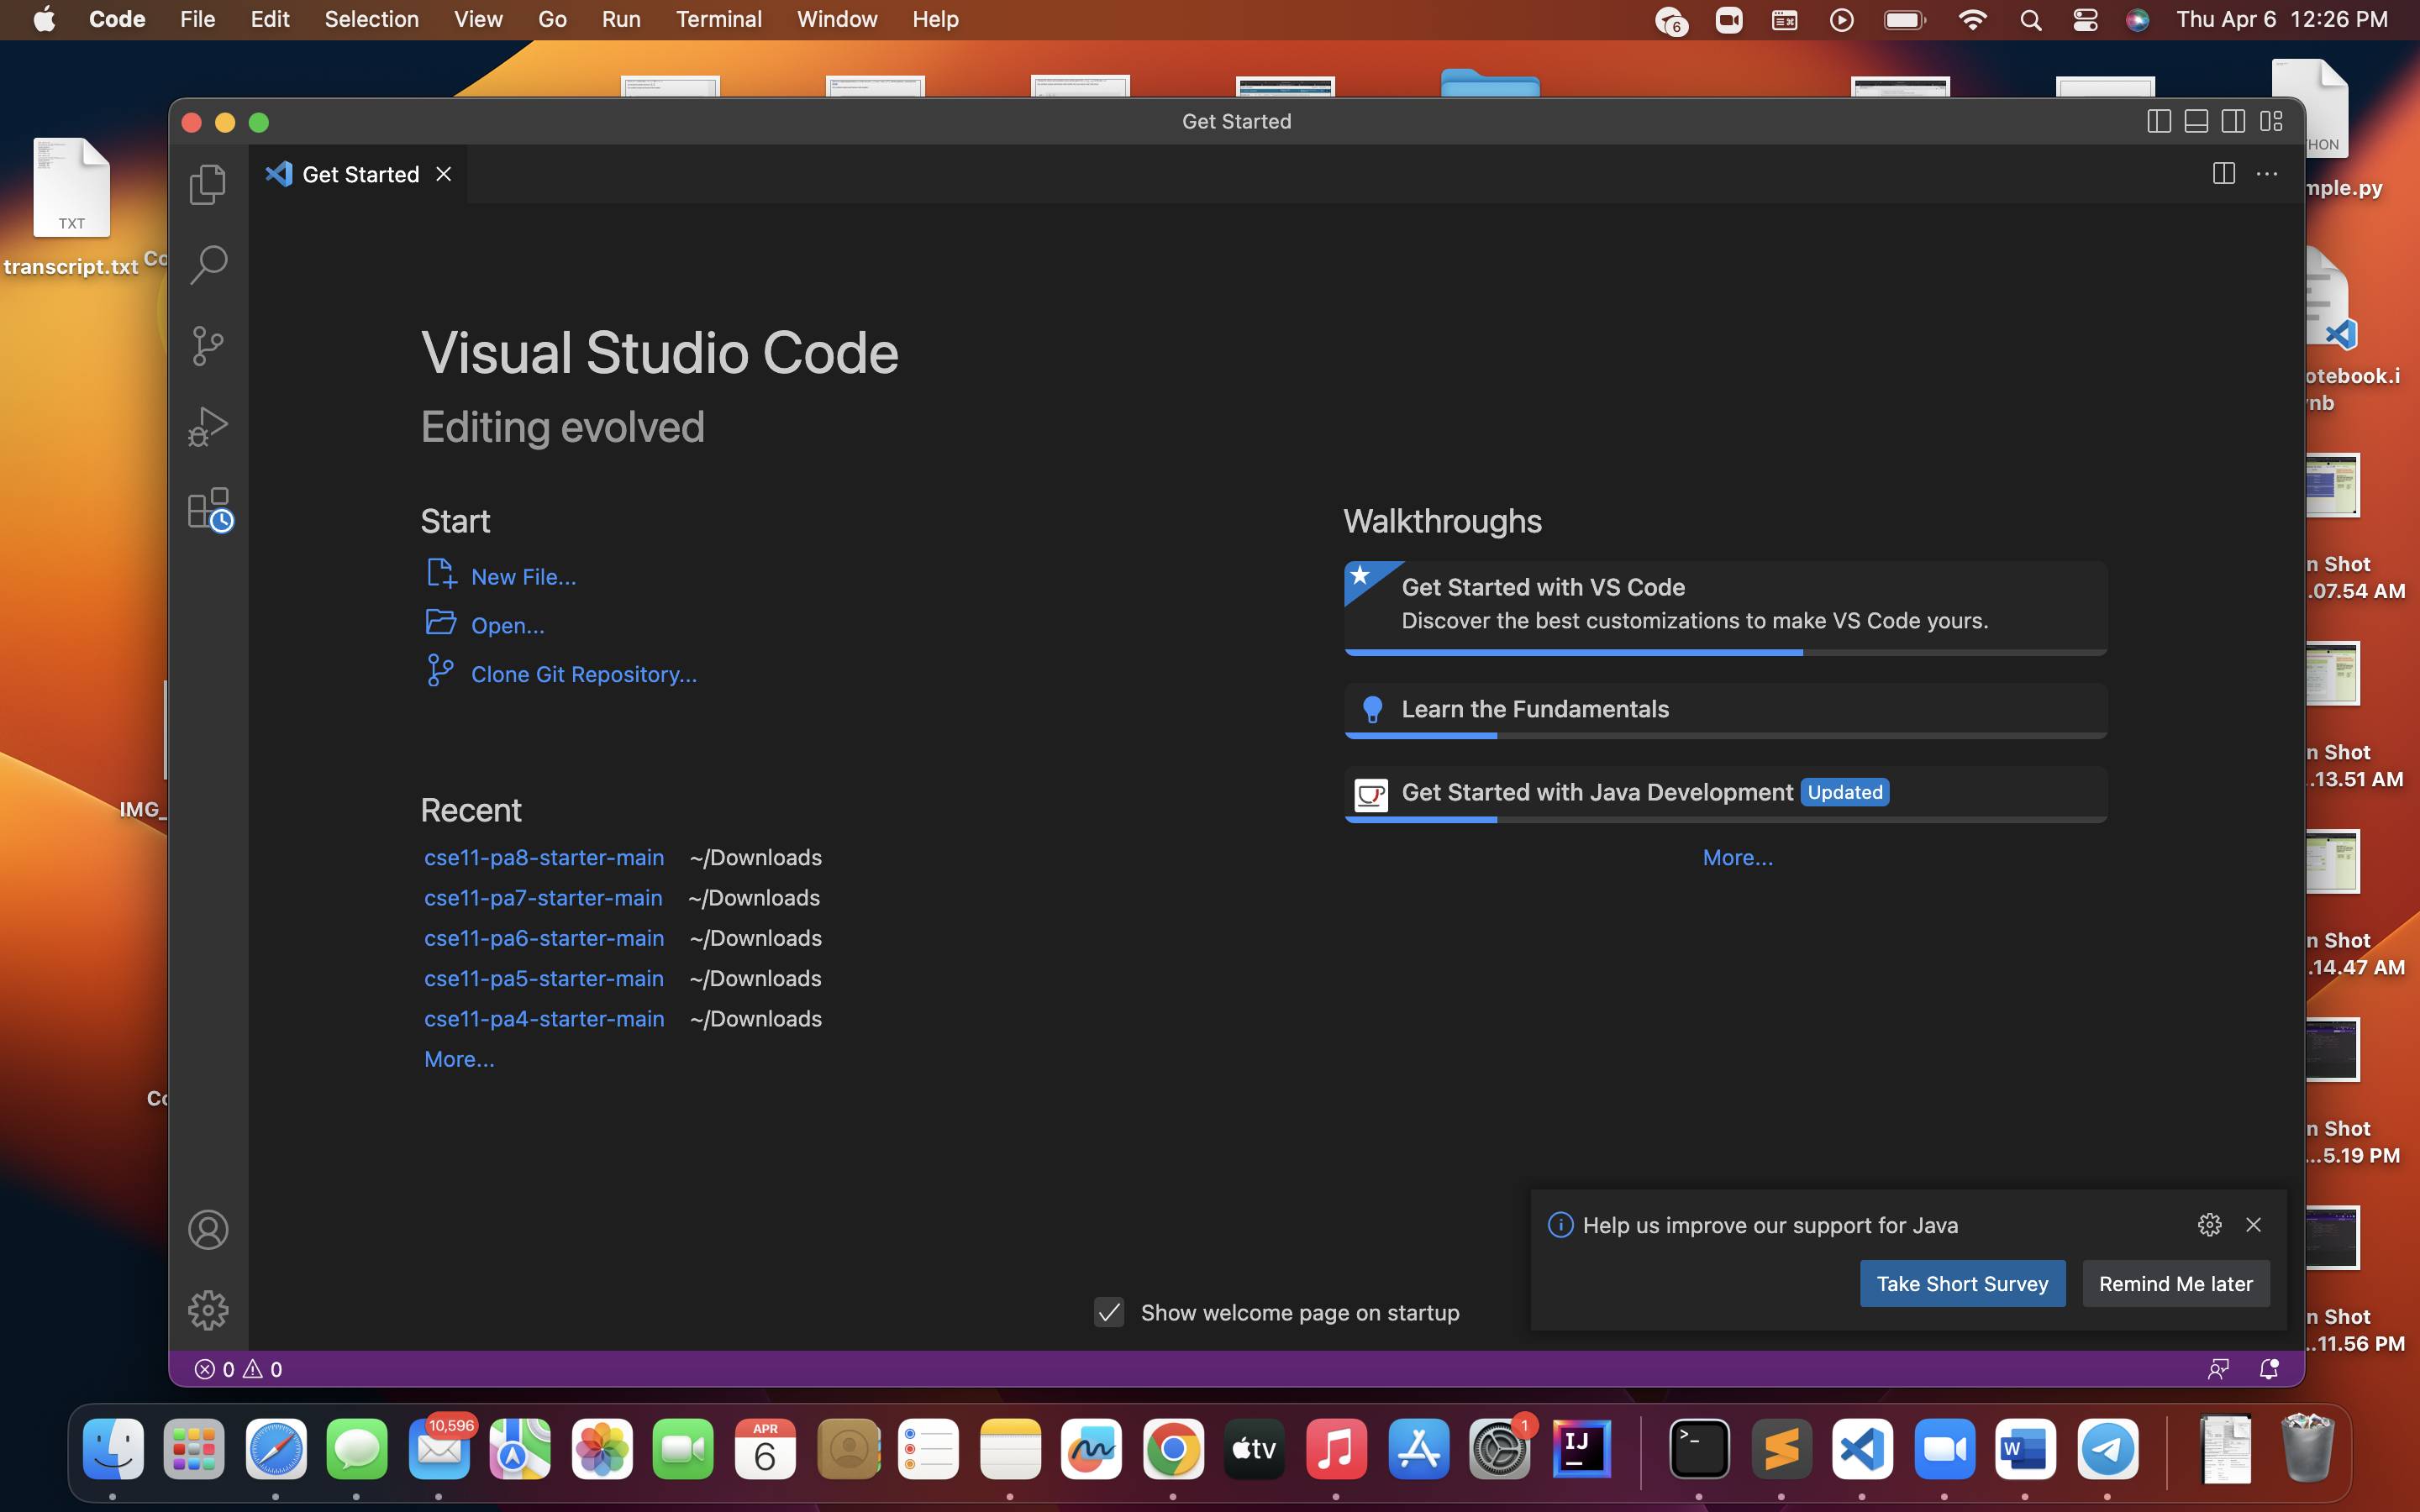 Code File Edit Selection View Go Run Terminal Window Help 6 Thu Apr 6 12:26 PM
Get Started
Get Started
TXT
transcript.txt
Co
IMG_
Co
Visual Studio Code
Editing evolved
Start
New File...
Open...
Clone Git Repository...
Recent
cse11-pa8-starter-main ~/Downloads
cse11-pa7-starter-main ~/Downloads
cse11-pa6-starter-main ~/Downloads
cse11-pa5-starter-main ~/Downloads
cse11-pa4-starter-main ~/Downloads
More...
Walkthroughs
Get Started with VS Code
Discover the best customizations to make VS Code yours.
Learn the Fundamentals
Get Started with Java Development Updated
More...
Help us improve our support for Java
Take Short Survey Remind Me later
Show welcome page on startup
0 0
HON
mple.py
otebook.i
nb
n Shot
.07.54 AM
n Shot
..13.51 AM
n Shot
.14.47 AM
n Shot
...5.19 PM
n Shot
..11.56 PM
10,596
APR
6
tv
1
IJ
>_
W